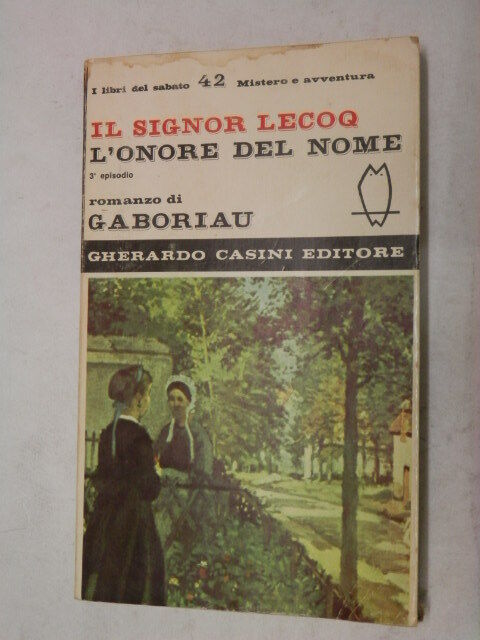 I libri del sabato 42 Mistero e avventura
IL SIGNOR LECOQ
L'ONORE DEL NOME
3° episodio
romanzo di
GABORIAU
GHERARDO CASINI EDITORE